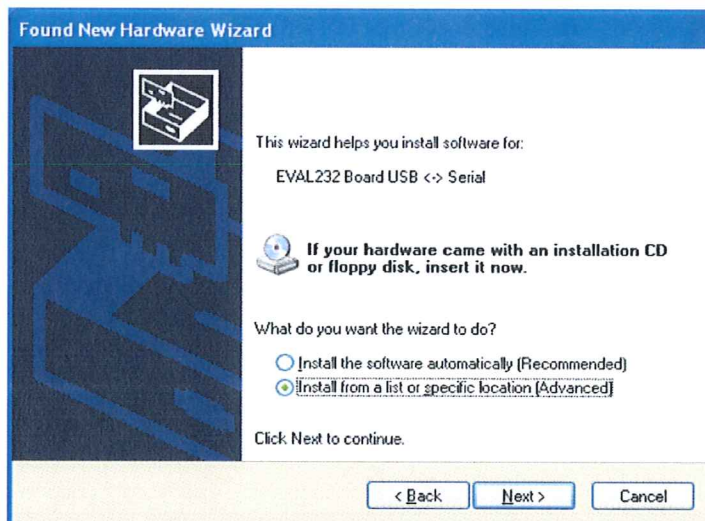 Found New Hardware Wizard
This wizard helps you install software for:
EVAL232 Board USB <-> Serial
If your hardware came with an installation CD
or floppy disk, insert it now.
What do you want the wizard to do?
Install the software automatically (Recommended)
Install from a list or specific location (Advanced)
Click Next to continue.
< Back
Next >
Cancel